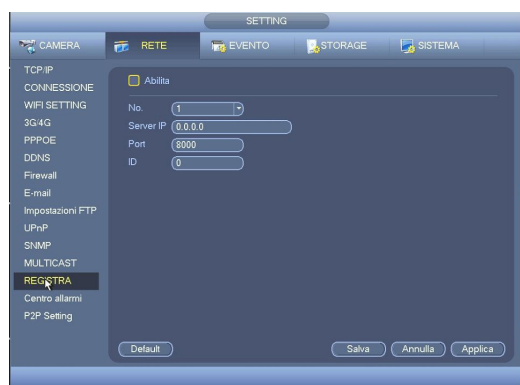 SETTING
CAMERA RETE EVENTO STORAGE SISTEMA
TCP/IP
CONNESSIONE
WIFI SETTING
3G/4G
PPPOE
DDNS
Firewall
E-mail
Impostazioni FTP
UPnP
SNMP
MULTICAST
REGISTRA
Centro allarmi
P2P Setting
Abilita
No. 1
Server IP 0.0.0.0
Port 8000
ID 0
Default Salva Annulla Applica